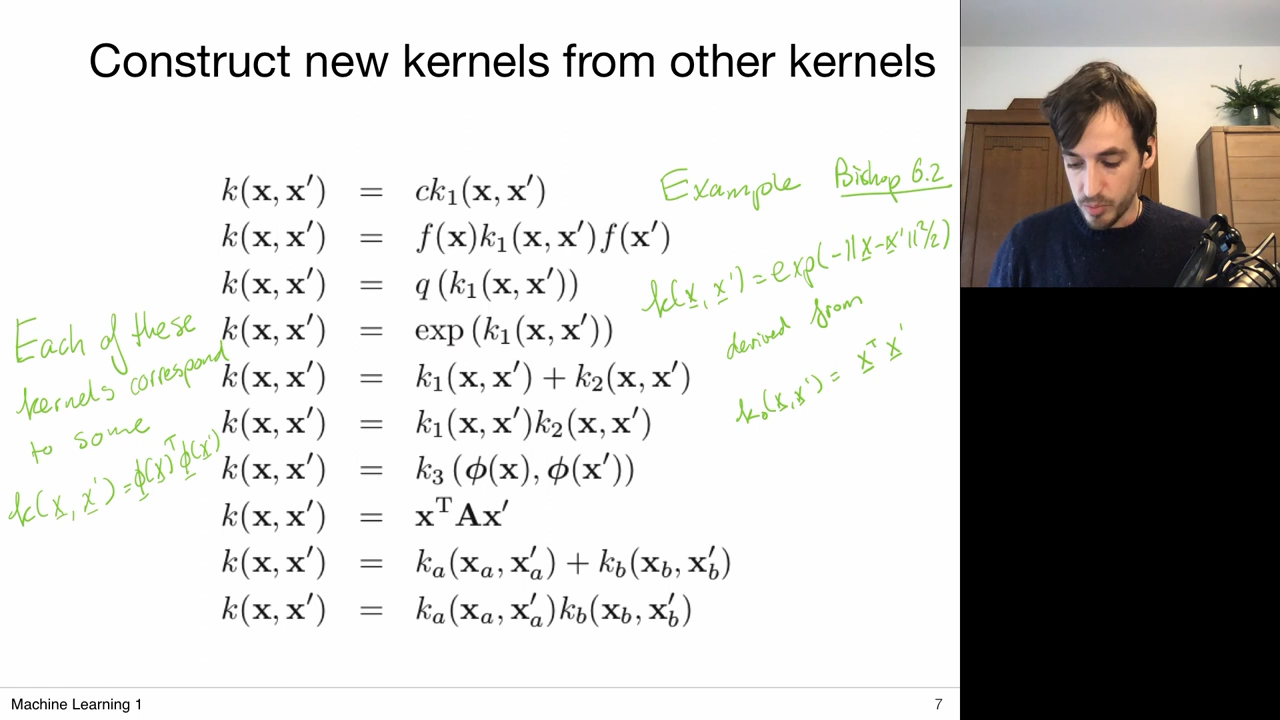 Construct new kernels from other kernels
k(x, x′) = ck₁(x, x′)
k(x, x′) = f(x)k₁(x, x′)f(x′)
k(x, x′) = q (k₁(x, x′))
k(x, x′) = exp (k₁(x, x′))
k(x, x′) = k₁(x, x′) + k₂(x, x′)
k(x, x′) = k₁(x, x′)k₂(x, x′)
k(x, x′) = k₃ (ϕ(x), ϕ(x′))
k(x, x′) = xᵀAx′
k(x, x′) = kₐ(xₐ, x′ₐ) + k_b(x_b, x′_b)
k(x, x′) = kₐ(xₐ, x′ₐ)k_b(x_b, x′_b)
Each of these
kernels correspond
to some
k(x, x′) = ϕ(x)ᵀϕ(x′)
Example Bishop 6.2
k(x, x′) = exp(-||x-x′||²/2)
derived from
k₀(x, x′) = xᵀx′
Machine Learning 1
7